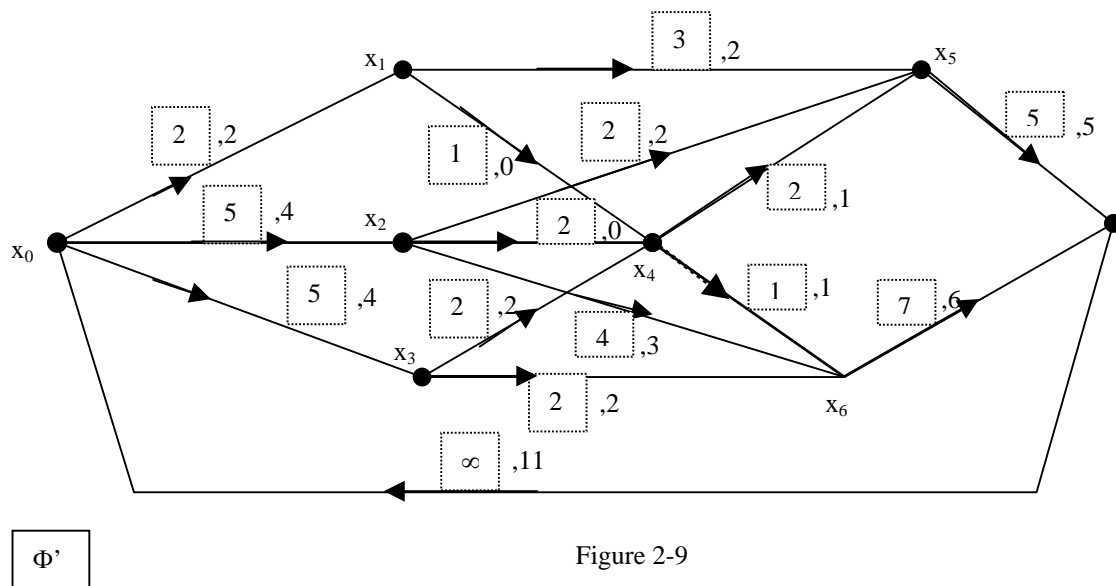 3 ,2
x₁
x₅
2 ,2
1 ,0
2 ,2
5 ,5
5 ,4
x₂
2 ,0
2 ,1
x₀
x₄
5 ,4
2 ,2
1 ,1
7 ,6
4 ,3
x₃
2 ,2
x₆
∞ ,11
Φ’
Figure 2-9